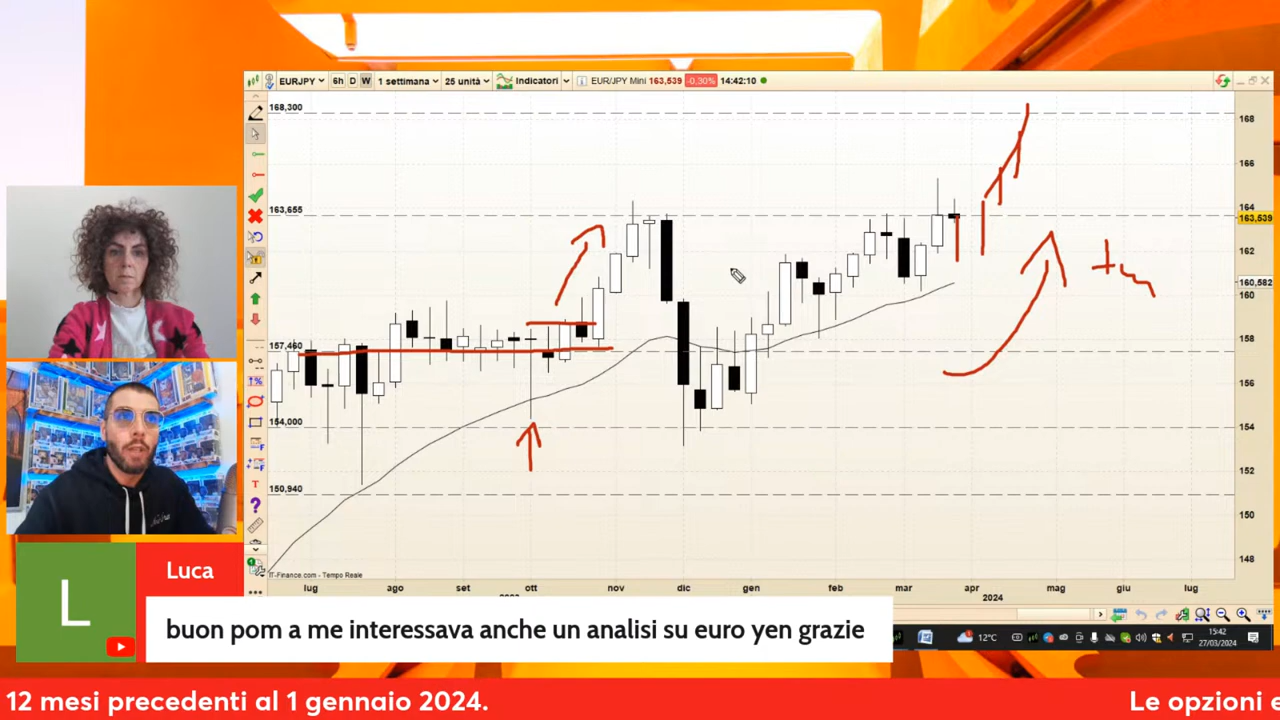 EURJPY 6h D W 1 settimana 25 unità Indicatori EUR/JPY Mini 163,539 -0,30% 14:42:10
168,300
168
166
164
163,655
163,539
162
160,582
160
157,460
158
156
154,000
154
152
150,940
150
148
IT-Finance.com - Tempo Reale
lug ago set ott nov dic gen feb mar apr mag giu lug
2024
L
Luca
buon pom a me interessava anche un analisi su euro yen grazie
12°C
15:42
27/03/2024
12 mesi precedenti al 1 gennaio 2024.
Le opzioni e